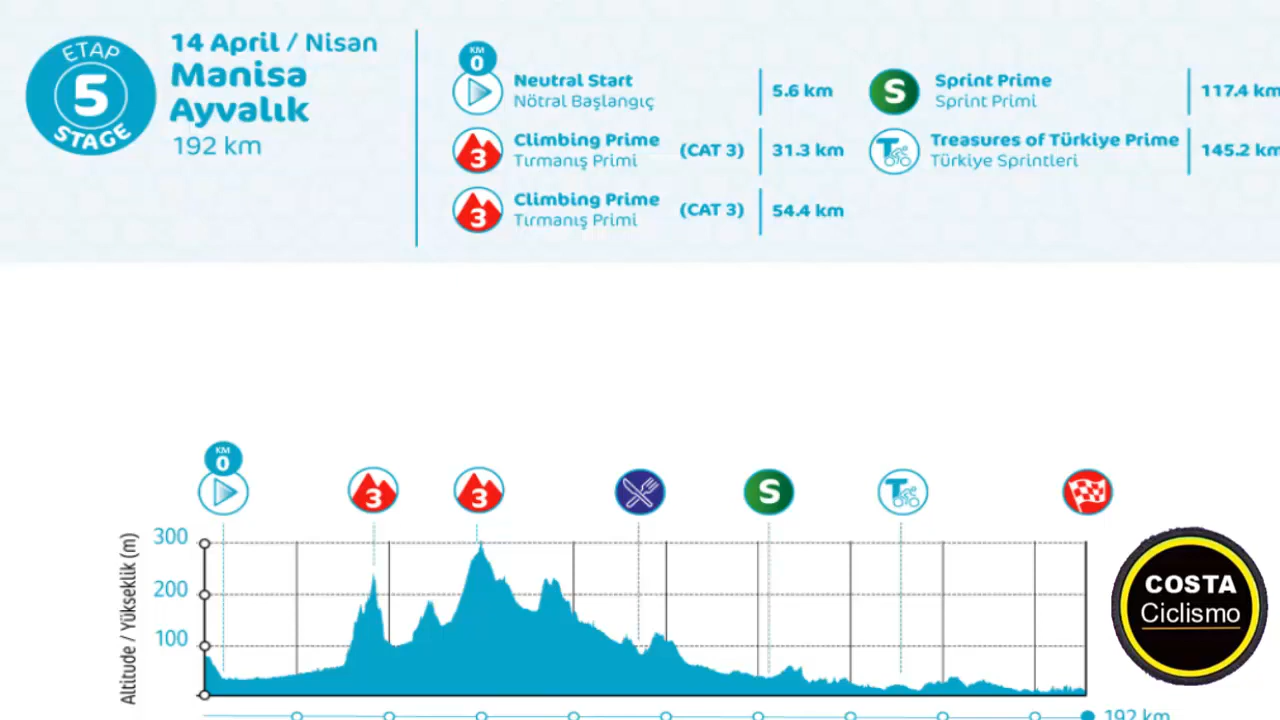 ETAP
5
STAGE
14 April / Nisan
Manisa
Ayvalık
192 km
KM
0
Neutral Start
Nötral Başlangıç
5.6 km
3
Climbing Prime
Tırmanış Primi
(CAT 3)
31.3 km
3
Climbing Prime
Tırmanış Primi
(CAT 3)
54.4 km
S
Sprint Prime
Sprint Primi
117.4 km
T
Treasures of Türkiye Prime
Türkiye Sprintleri
145.2 km
KM
0
3
3
S
T
Altitude / Yükseklik (m)
300
200
100
192 km
COSTA
Ciclismo